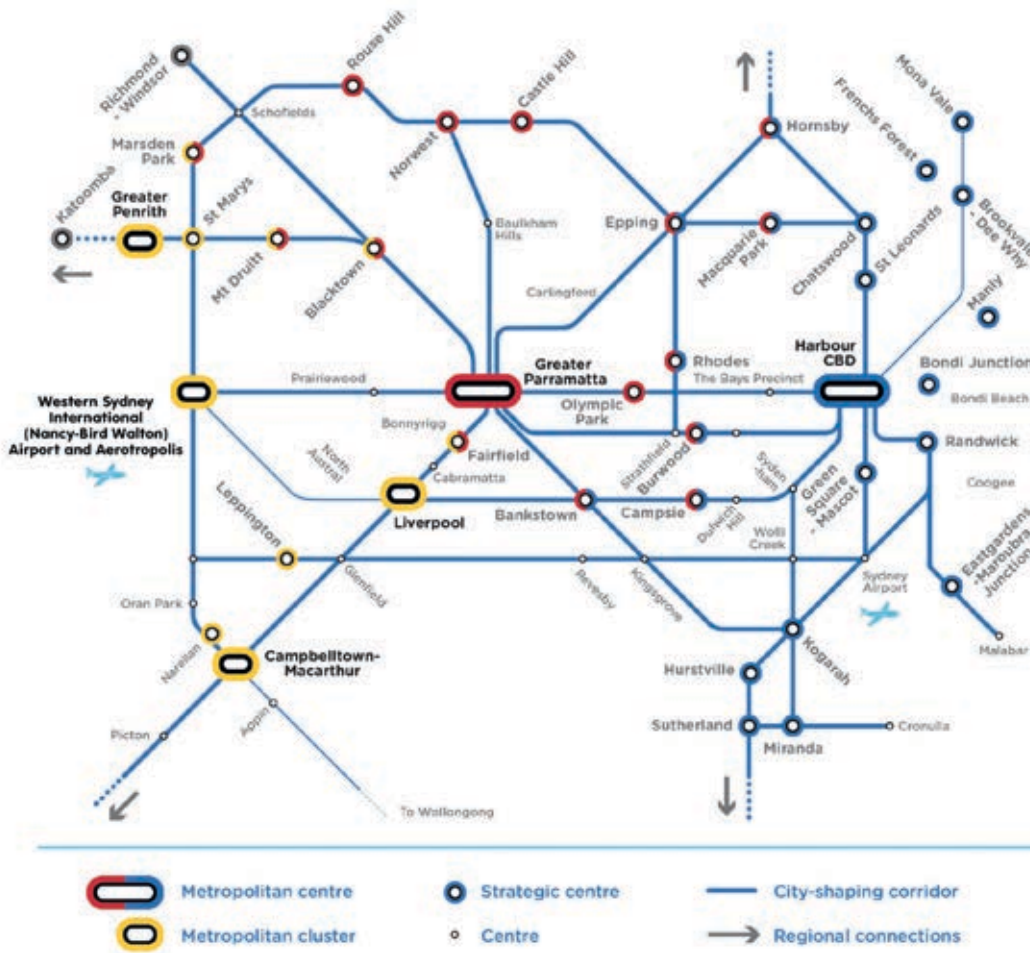 Richmond
- Windsor
Rouse Hill
Castle Hill
Mona Vale
Frenchs Forest
Schofields
Hornsby
Norwest
Marsden
Park
Katoomba
Greater
Penrith
St Marys
Epping
Baulkham
Hills
Macquarie
Park
Chatswood
St Leonards
Brookvale
- Dee Why
Mt Druitt
Blacktown
Carlingford
Manly
Harbour
CBD
Greater
Parramatta
Rhodes
The Bays Precinct
Bondi Junction
Bondi Beach
Prairiewood
Olympic
Park
Western Sydney
International
(Nancy-Bird Walton)
Airport and Aerotropolis
Bonnyrigg
Fairfield
Cabramatta
North
Austral
Strathfield
Burwood
Syden
-ham
Randwick
Green
Square
- Mascot
Coogee
Liverpool
Bankstown
Campsie
Dulwich
Hill
Leppington
Wolli
Creek
Eastgardens
-Maroubra
Junction
Glenfield
Revesby
Kingsgrove
Sydney
Airport
Oran Park
Narellan
Campbelltown-
Macarthur
Kogarah
Malabar
Hurstville
Picton
Appin
Sutherland
Miranda
Cronulla
To Wollongong
Metropolitan centre
Strategic centre
City-shaping corridor
Metropolitan cluster
Centre
Regional connections